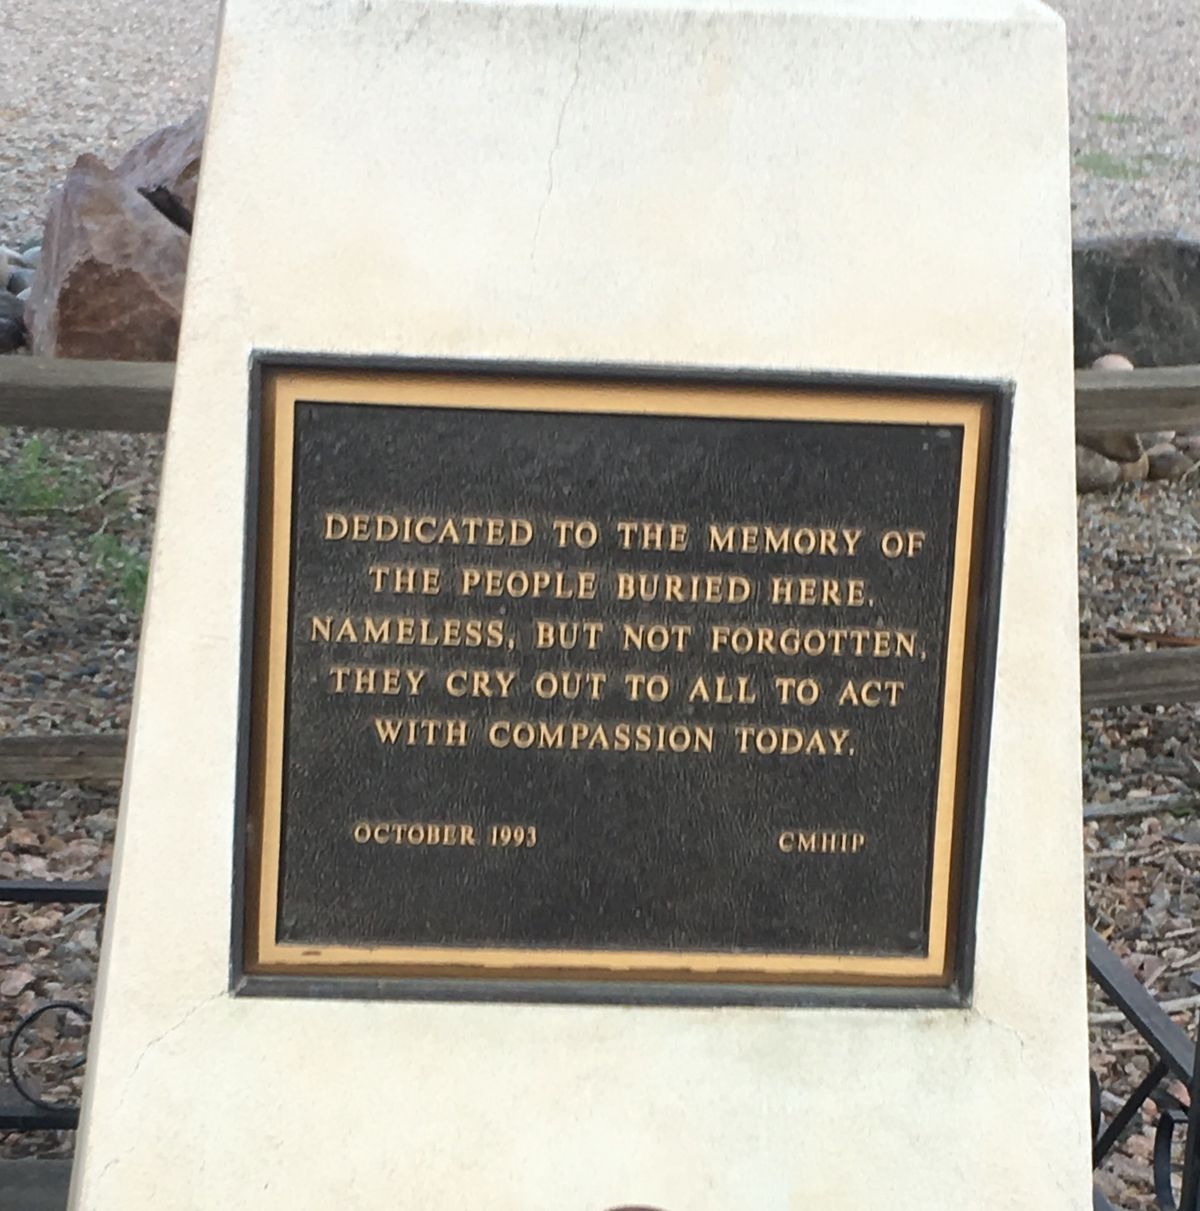 DEDICATED TO THE MEMORY OF
THE PEOPLE BURIED HERE.
NAMELESS, BUT NOT FORGOTTEN,
THEY CRY OUT TO ALL TO ACT
WITH COMPASSION TODAY.
OCTOBER 1993 CMHIP